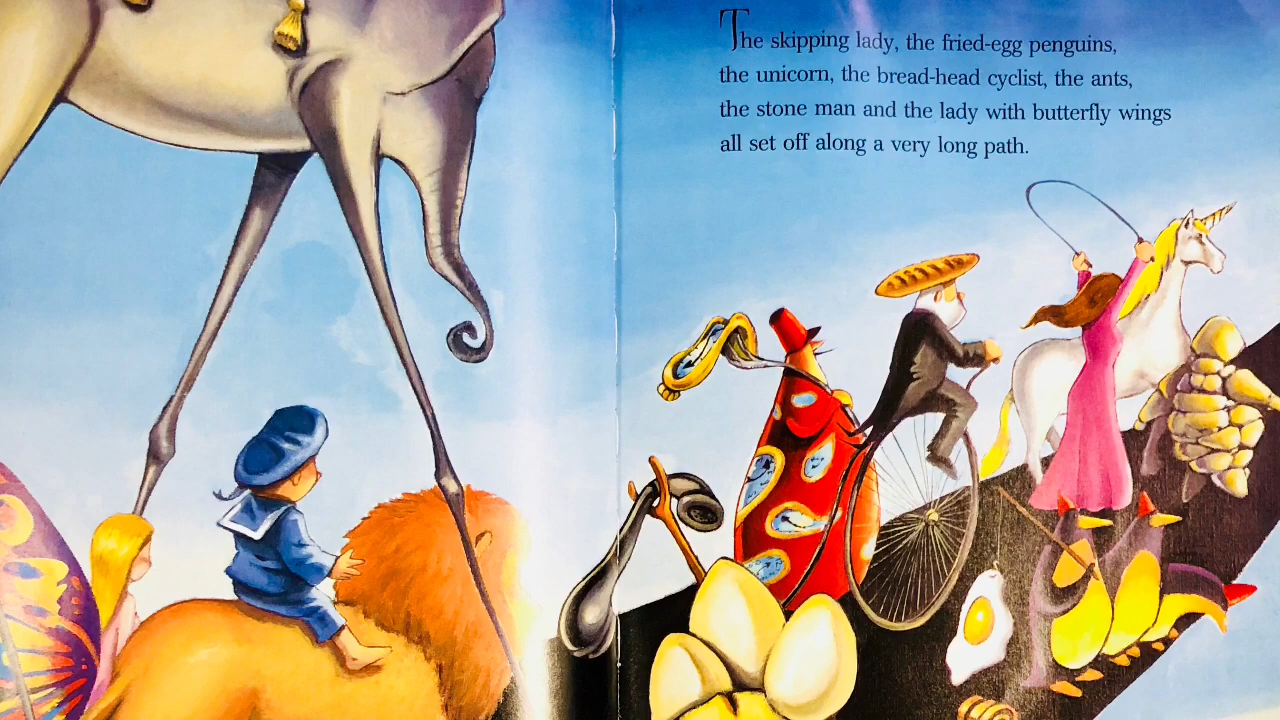 The skipping lady, the fried-egg penguins,
the unicorn, the bread-head cyclist, the ants,
the stone man and the lady with butterfly wings
all set off along a very long path.